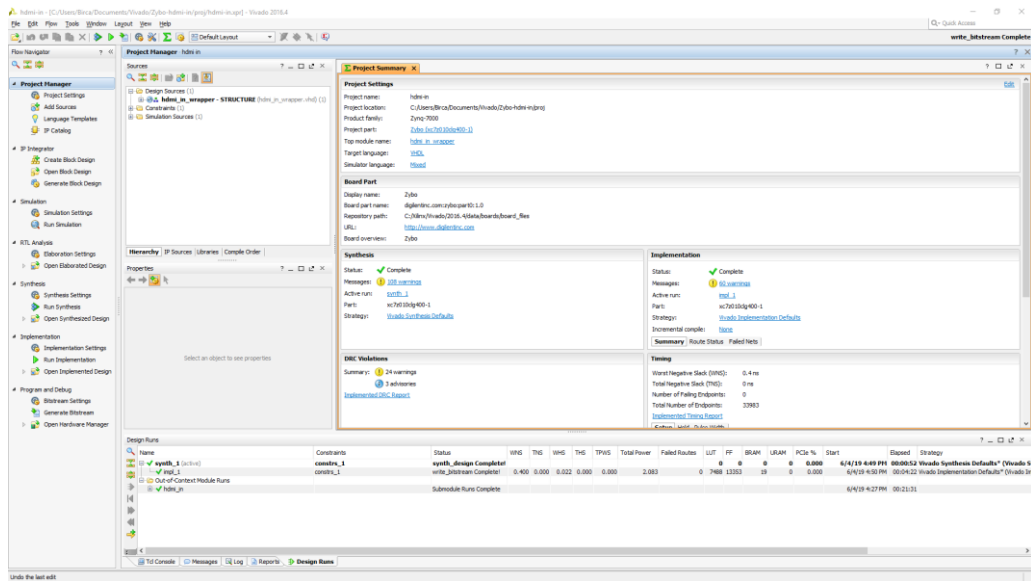 hdmi-in - [C:/Users/Birca/Documents/Vivado/Zybo-hdmi-in/proj/hdmi-in.xpr] - Vivado 2016.4
File Edit Flow Tools Window Layout View Help
Default Layout
Q- Quick Access
write_bitstream Complete
Flow Navigator
Project Manager
Project Settings
Add Sources
Language Templates
IP Catalog
IP Integrator
Create Block Design
Open Block Design
Generate Block Design
Simulation
Simulation Settings
Run Simulation
RTL Analysis
Elaboration Settings
Open Elaborated Design
Synthesis
Synthesis Settings
Run Synthesis
Open Synthesized Design
Implementation
Implementation Settings
Run Implementation
Open Implemented Design
Program and Debug
Bitstream Settings
Generate Bitstream
Open Hardware Manager
Project Manager - hdmi-in
Sources
Design Sources (1)
hdmi_in_wrapper - STRUCTURE (hdmi_in_wrapper.vhd) (1)
Constraints (1)
Simulation Sources (1)
Hierarchy IP Sources Libraries Compile Order
Properties
Select an object to see properties
Project Summary
Project Settings Edit
Project name: hdmi-in
Project location: C:/Users/Birca/Documents/Vivado/Zybo-hdmi-in/proj
Product family: Zynq-7000
Project part: Zybo (xc7z010clg400-1)
Top module name: hdmi_in_wrapper
Target language: VHDL
Simulator language: Mixed
Board Part
Display name: Zybo
Board part name: digilentinc.com:zybo:part0:1.0
Repository path: C:/Xilinx/Vivado/2016.4/data/boards/board_files
URL: http://www.digilentinc.com
Board overview: Zybo
Synthesis
Status: Complete
Messages: 108 warnings
Active run: synth_1
Part: xc7z010clg400-1
Strategy: Vivado Synthesis Defaults
Implementation
Status: Complete
Messages: 60 warnings
Active run: impl_1
Part: xc7z010clg400-1
Strategy: Vivado Implementation Defaults
Incremental compile: None
Summary Route Status Failed Nets
DRC Violations
Summary: 24 warnings
3 advisories
Implemented DRC Report
Timing
Worst Negative Slack (WNS): 0.4 ns
Total Negative Slack (TNS): 0 ns
Number of Failing Endpoints: 0
Total Number of Endpoints: 33983
Implemented Timing Report
Setup Hold Pulse Width
Design Runs
Name Constraints Status WNS TNS WHS THS TPWS Total Power Failed Routes LUT FF BRAM URAM PCIe % Start Elapsed Strategy
synth_1 (active) constrs_1 synth_design Complete! 0 0 0 0 0.000 6/4/19 4:49 PM 00:00:52 Vivado Synthesis Defaults* (Vivado S
impl_1 constrs_1 write_bitstream Complete! 0.400 0.000 0.022 0.000 0.000 2.083 0 7488 13353 19 0 0.000 6/4/19 4:50 PM 00:04:22 Vivado Implementation Defaults* (Vivado Im
Out-of-Context Module Runs
hdmi_in Submodule Runs Complete 6/4/19 4:27 PM 00:21:31
Tcl Console Messages Log Reports Design Runs
Undo the last edit